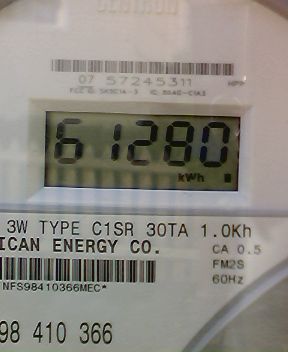 CENTRON
07 57245311
61280
kWh
3W TYPE C1SR 30TA 1.0Kh
ICAN ENERGY CO.
CA 0.5
FM2S
60Hz
NFS98410366MEC*
98 410 366